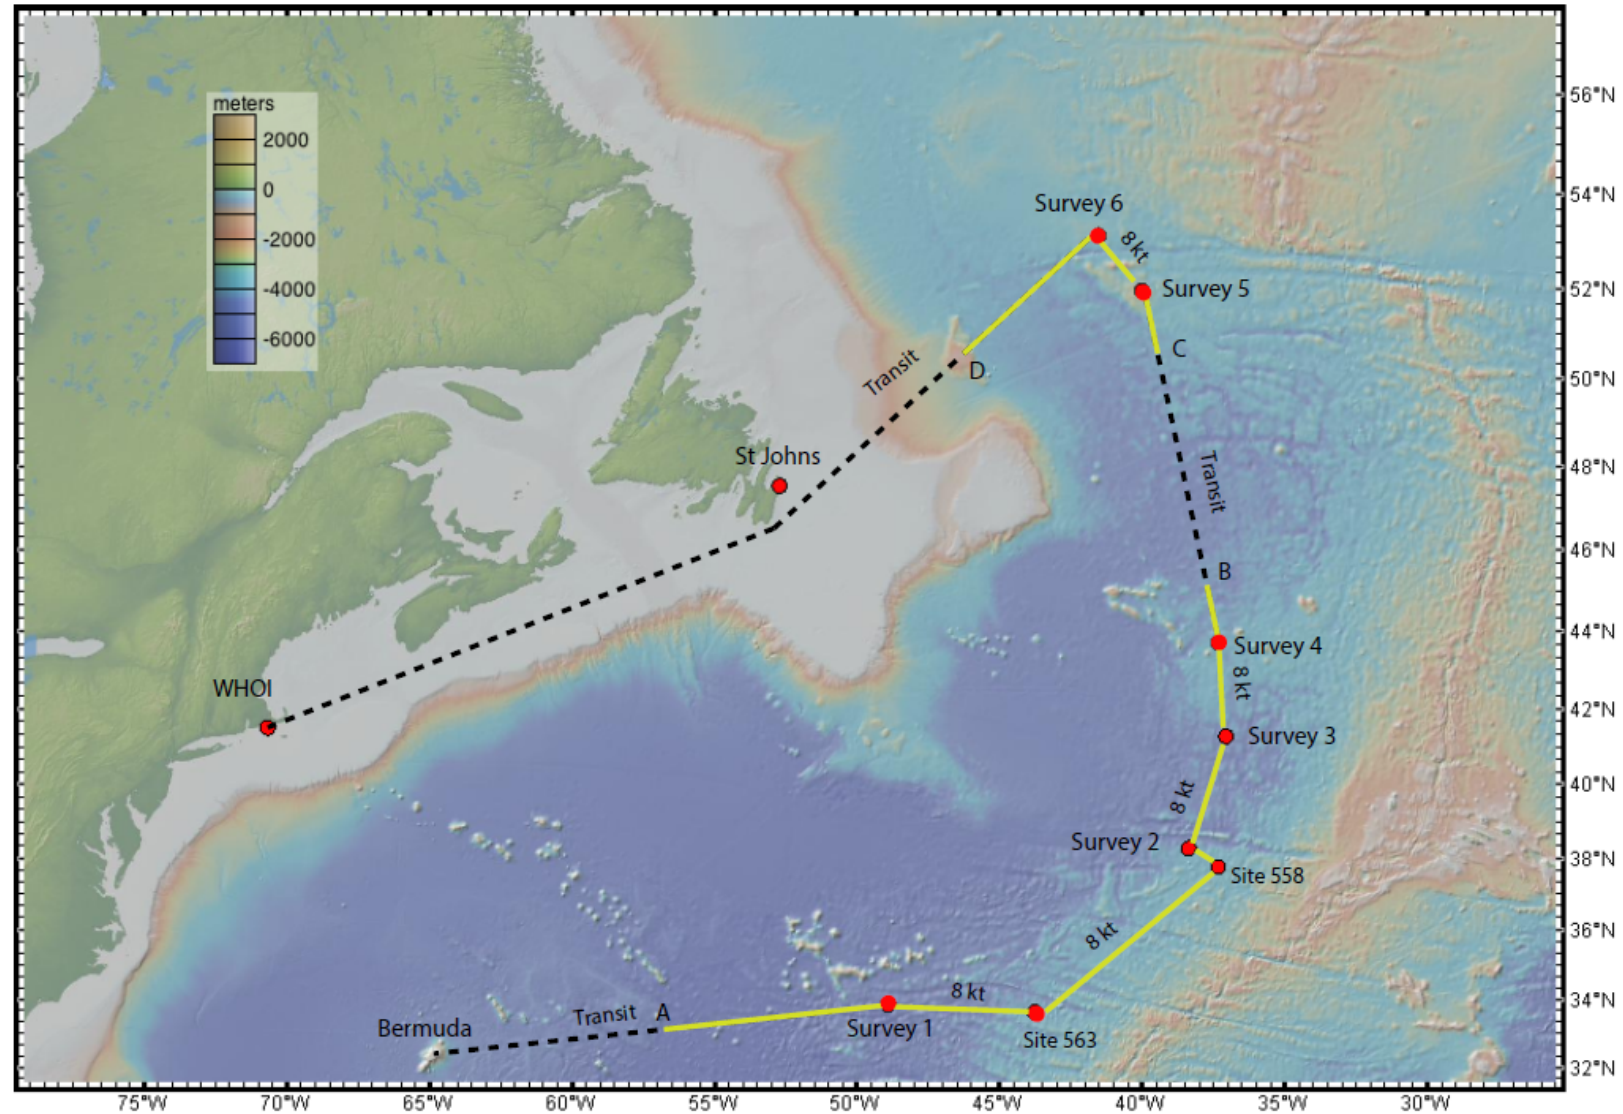 meters
2000
0
-2000
-4000
-6000
56°N
54°N
52°N
50°N
48°N
46°N
44°N
42°N
40°N
38°N
36°N
34°N
32°N
Survey 6
8 kt
Survey 5
C
Transit
D
Transit
St Johns
B
Survey 4
8 kt
WHOI
Survey 3
8 kt
Survey 2
Site 558
8 kt
8 kt
Transit
A
Bermuda
Survey 1
Site 563
75°W
70°W
65°W
60°W
55°W
50°W
45°W
40°W
35°W
30°W